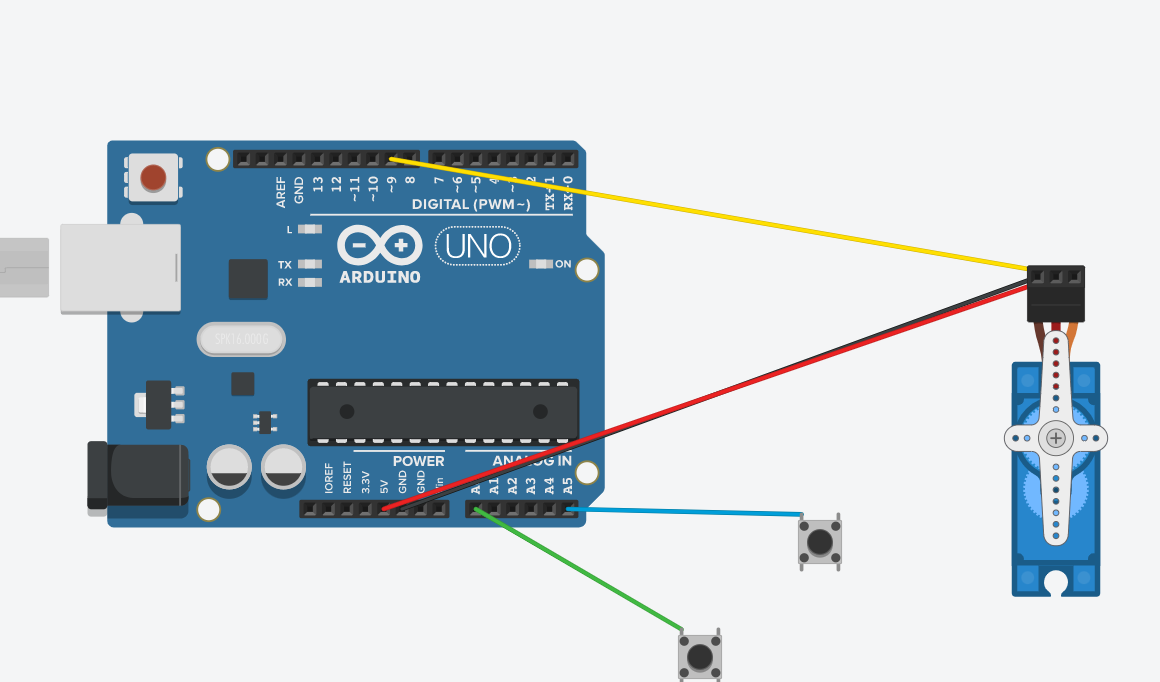 AREF
GND
13
12
~11
~10
~9
8
7
~6
~5
4
2
TX→1
RX←0
DIGITAL (PWM~)
L
TX
RX
UNO
ARDUINO
ON
SPK16.000G
POWER
ANALOG IN
IOREF
RESET
3.3V
5V
GND
GND
Vin
A1
A2
A3
A4
A5